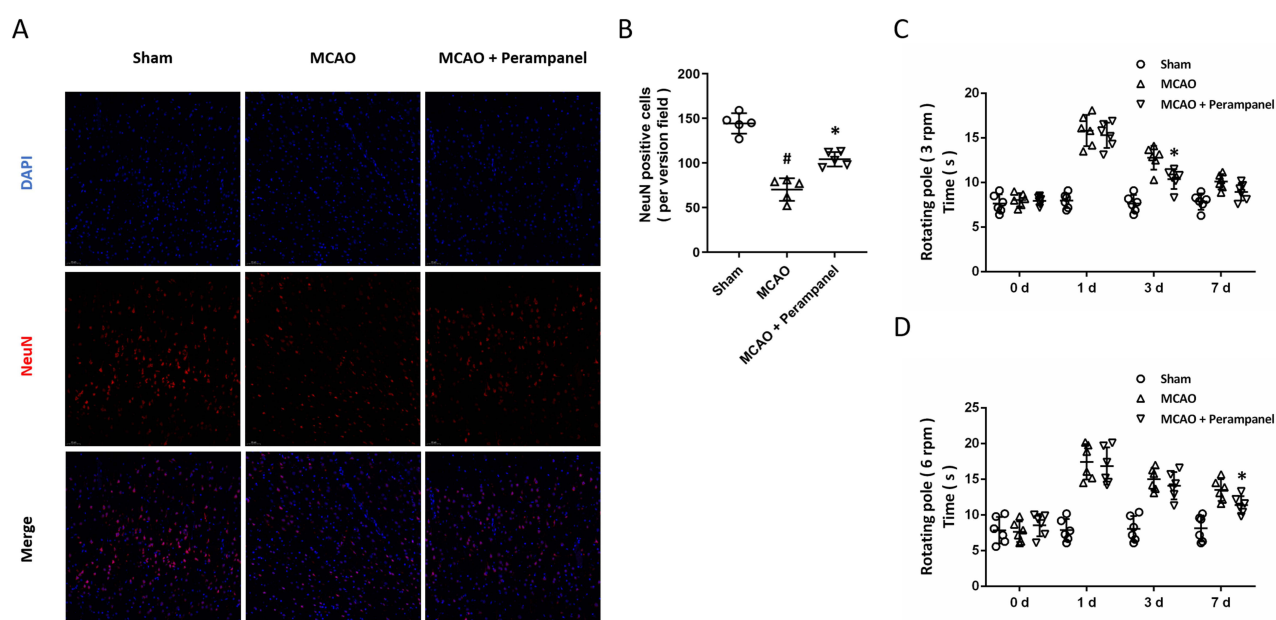 A
Sham
MCAO
MCAO + Perampanel
DAPI
NeuN
Merge
B
NeuN positive cells
( per version field )
200
150
100
50
0
#
*
Sham
MCAO
MCAO + Perampanel
C
Sham
MCAO
MCAO + Perampanel
Rotating pole ( 3 rpm )
Time ( s )
20
15
10
5
0
*
0 d
1 d
3 d
7 d
D
Sham
MCAO
MCAO + Perampanel
Rotating pole ( 6 rpm )
Time ( s )
25
20
15
10
5
0
*
0 d
1 d
3 d
7 d